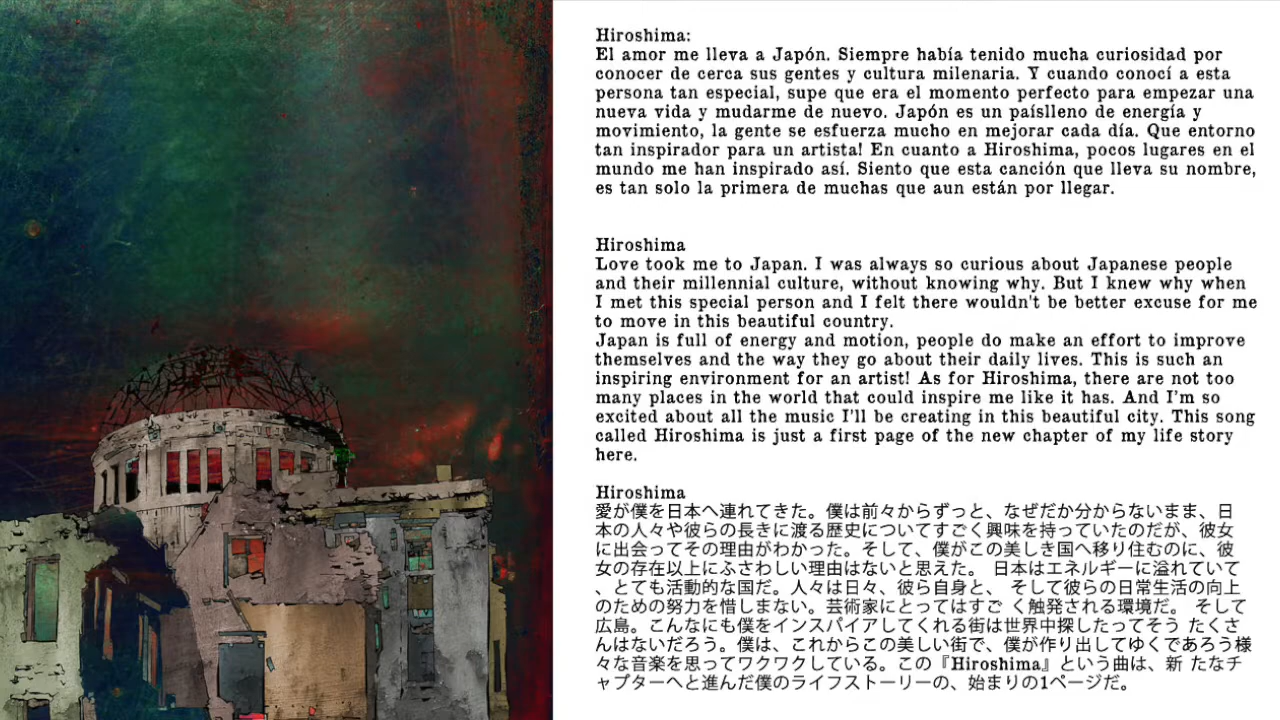 Hiroshima:
El amor me lleva a Japón. Siempre había tenido mucha curiosidad por
conocer de cerca sus gentes y cultura milenaria. Y cuando conocí a esta
persona tan especial, supe que era el momento perfecto para empezar una
nueva vida y mudarme de nuevo. Japón es un paíslleno de energía y
movimiento, la gente se esfuerza mucho en mejorar cada día. Que entorno
tan inspirador para un artista! En cuanto a Hiroshima, pocos lugares en el
mundo me han inspirado así. Siento que esta canción que lleva su nombre,
es tan solo la primera de muchas que aun están por llegar.
Hiroshima
Love took me to Japan. I was always so curious about Japanese people
and their millennial culture, without knowing why. But I knew why when
I met this special person and I felt there wouldn't be better excuse for me
to move in this beautiful country.
Japan is full of energy and motion, people do make an effort to improve
themselves and the way they go about their daily lives. This is such an
inspiring environment for an artist! As for Hiroshima, there are not too
many places in the world that could inspire me like it has. And I'm so
excited about all the music I'll be creating in this beautiful city. This song
called Hiroshima is just a first page of the new chapter of my life story
here.
Hiroshima
愛が僕を日本へ連れてきた。僕は前々からずっと、なぜだか分からないまま、日
本の人々や彼らの長きに渡る歴史についてすごく興味を持っていたのだが、彼女
に出会ってその理由がわかった。そして、僕がこの美しき国へ移り住むのに、彼
女の存在以上にふさわしい理由はないと思えた。 日本はエネルギーに溢れていて
、とても活動的な国だ。人々は日々、彼ら自身と、 そして彼らの日常生活の向上
のための努力を惜しまない。芸術家にとってはすご く触発される環境だ。 そして
広島。こんなにも僕をインスパイアしてくれる街は世界中探したってそう たくさ
んはないだろう。僕は、これからこの美しい街で、僕が作り出してゆくであろう様
々な音楽を思ってワクワクしている。この『Hiroshima』という曲は、新 たなチ
ャプターへと進んだ僕のライフストーリーの、始まりの1ページだ。